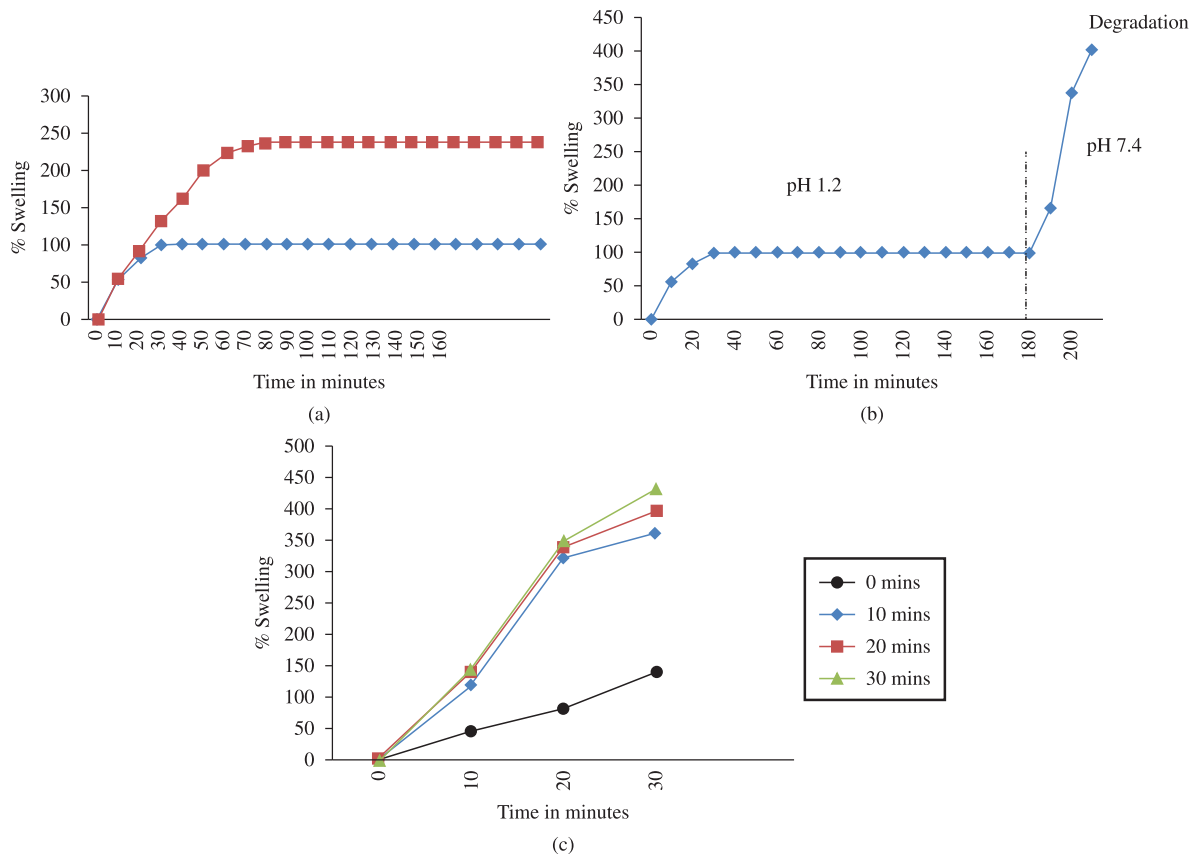 300
250
200
150
100
50
0
% Swelling
0 10 20 30 40 50 60 70 80 90 100 110 120 130 140 150 160
Time in minutes
(a)
450
400
350
300
250
200
150
100
50
0
% Swelling
Degradation
pH 7.4
pH 1.2
0 20 40 60 80 100 120 140 160 180 200
Time in minutes
(b)
500
450
400
350
300
250
200
150
100
50
0
% Swelling
0 10 20 30
Time in minutes
0 mins
10 mins
20 mins
30 mins
(c)